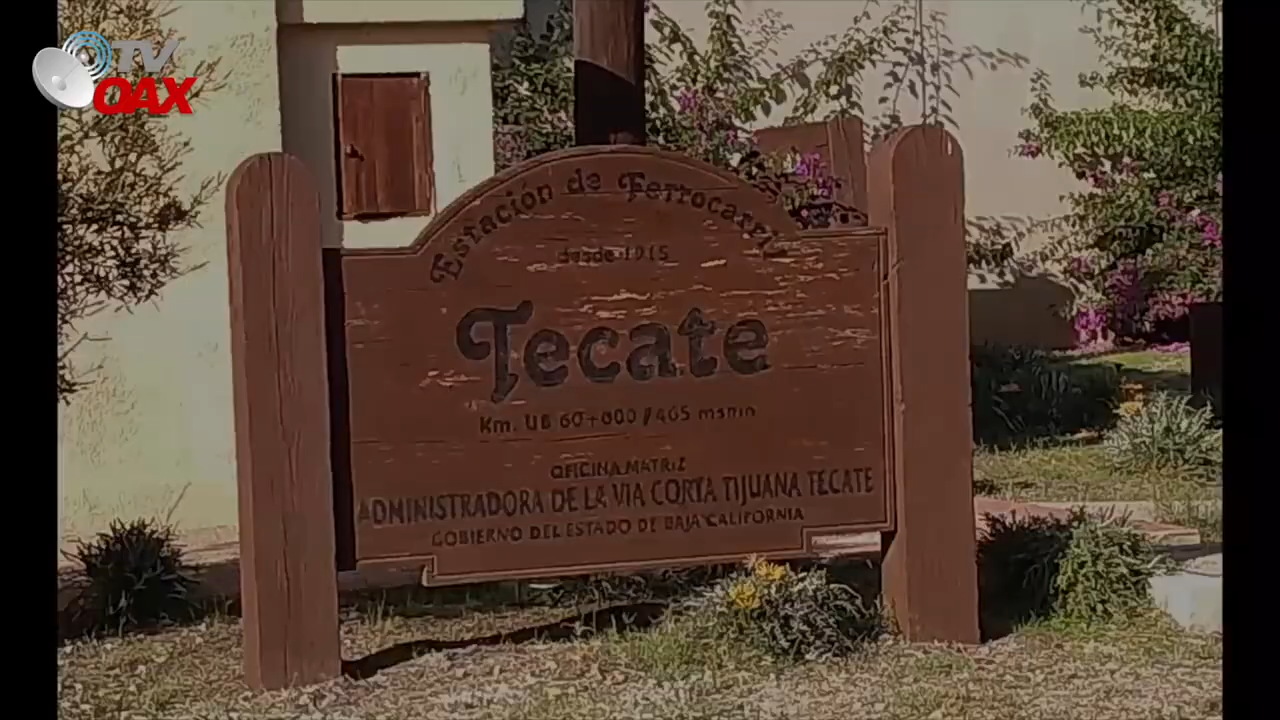 TV
OAX
Estación de Ferrocarril
desde 1915
Tecate
Km. UB 60+000 / 465 msnm
OFICINA MATRIZ
ADMINISTRADORA DE LA VIA CORTA TIJUANA TECATE
GOBIERNO DEL ESTADO DE BAJA CALIFORNIA